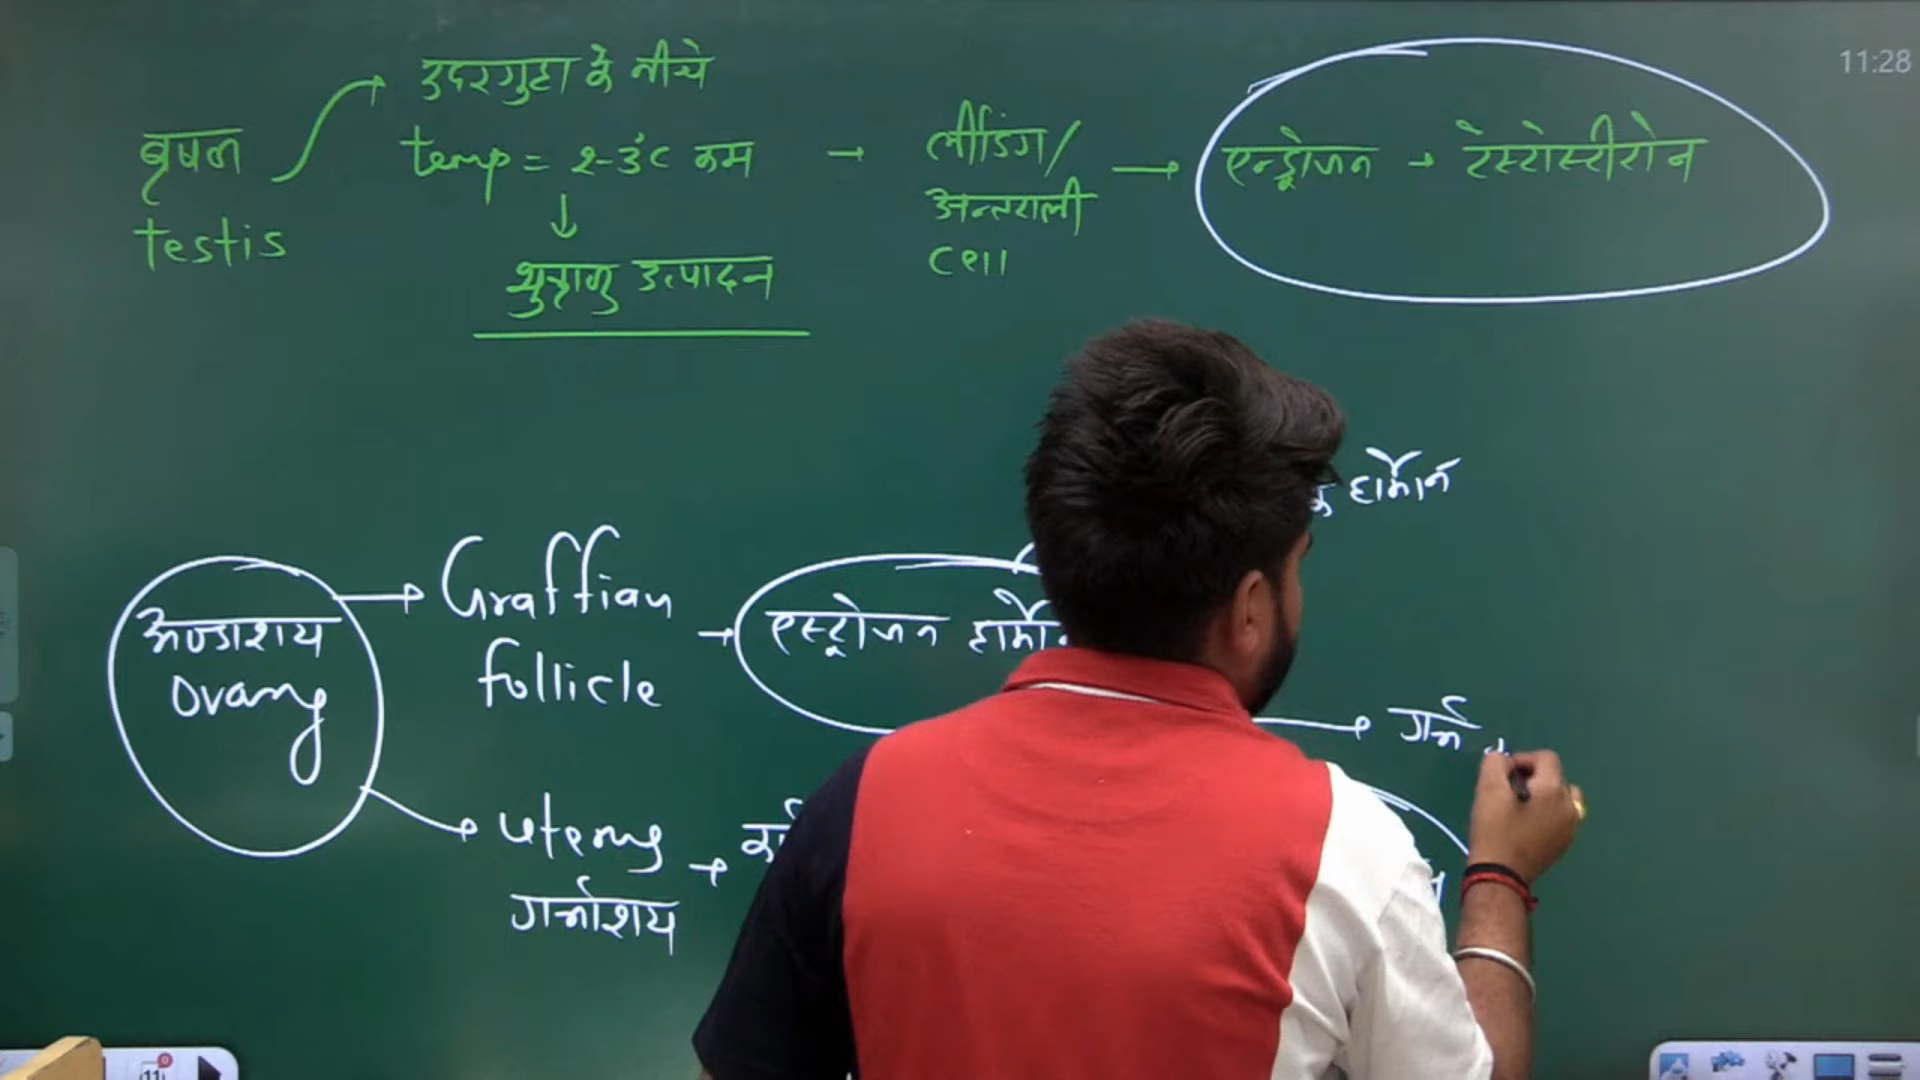 11:28
उदरगुहा के नीचे
वृषण
testis
temp = 2-3°C कम
↓
शुक्राणु उत्पादन
→ लीडिंग/
अन्तराली
cell
→ एन्ड्रोजन → टेस्टोस्टीरोन
हार्मोन
अण्डाशय
Ovary
→ Graffian
follicle
→ एस्ट्रोजन
→ गर्भ
→ uterus
गर्भाशय
11